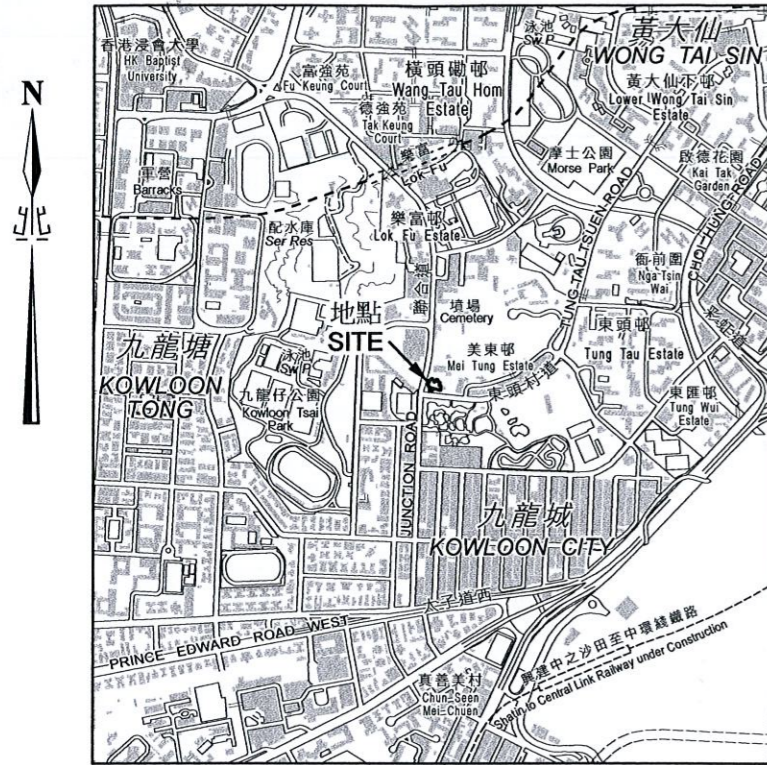 N
北
香港浸會大學
HK Baptist
University
富強苑
Fu Keung Court
德強苑
Tak Keung
Court
橫頭磡邨
Wang Tau Hom
Estate
泳池
Sw P
黃大仙
WONG TAI SIN
黃大仙下邨
Lower Wong Tai Sin
Estate
軍營
Barracks
樂富
Lok Fu
摩士公園
Morse Park
啟德花園
Kai Tak
Garden
配水庫
Ser Res
樂富邨
Lok Fu Estate
TUNG TAU TSUEN ROAD
CHOI HUNG ROAD
彩虹道
衙前圍
Nga Tsin
Wai
聯合道
墳場
Cemetery
地點
SITE
九龍塘
KOWLOON
TONG
泳池
Sw P
九龍仔公園
Kowloon Tsai
Park
美東邨
Mei Tung Estate
東頭邨
Tung Tau Estate
東頭村道
東匯邨
Tung Wui
Estate
JUNCTION ROAD
九龍城
KOWLOON CITY
太子道西
PRINCE EDWARD ROAD WEST
真善美村
Chun Seen
Mei Chuen
興建中之沙田至中環綫鐵路
Shatin to Central Link Railway under Construction